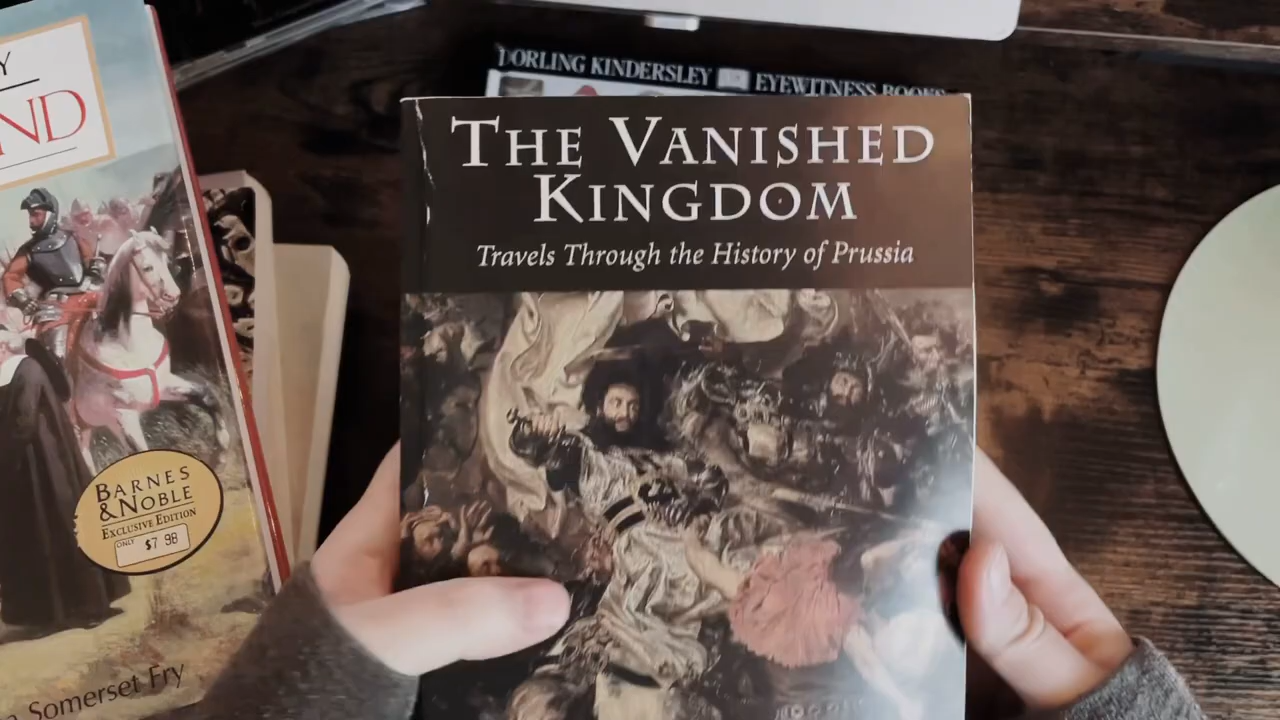 DORLING KINDERSLEY EYEWITNESS BOOKS
THE VANISHED
KINGDOM
Travels Through the History of Prussia
Y
ND
BARNES
& NOBLE
EXCLUSIVE EDITION
ONLY $7 98
Somerset Fry